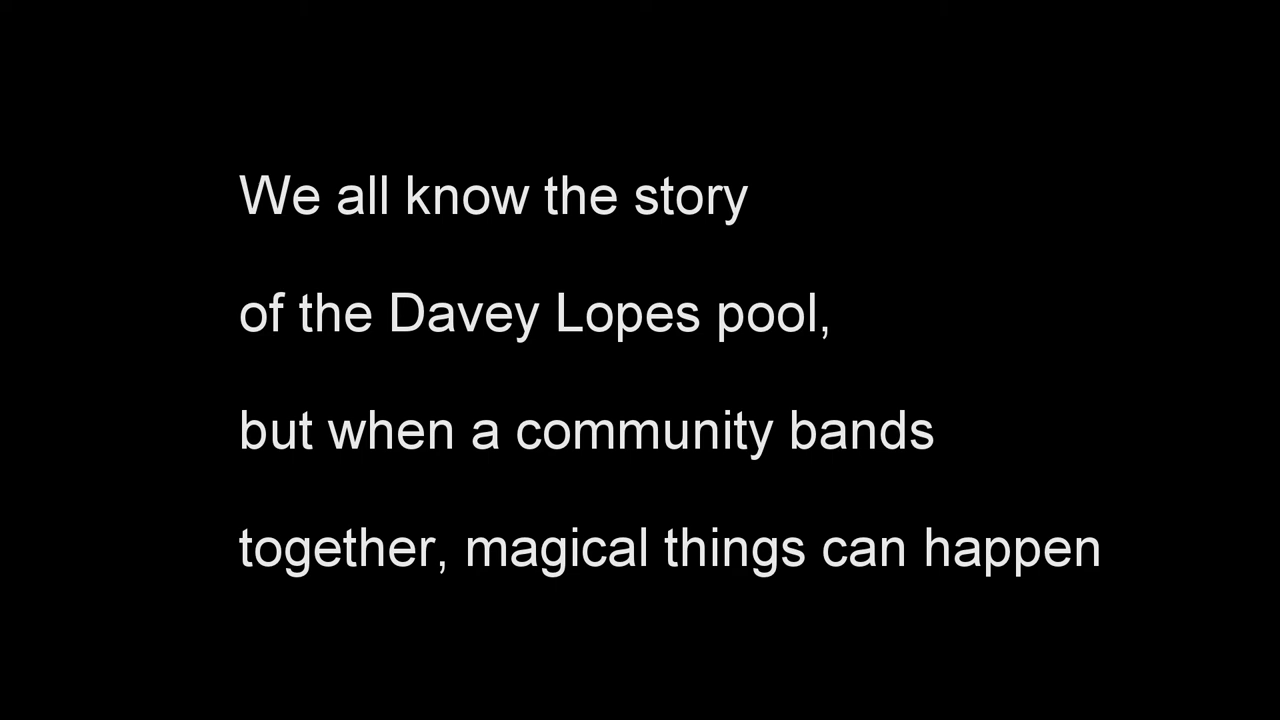 We all know the story
of the Davey Lopes pool,
but when a community bands
together, magical things can happen